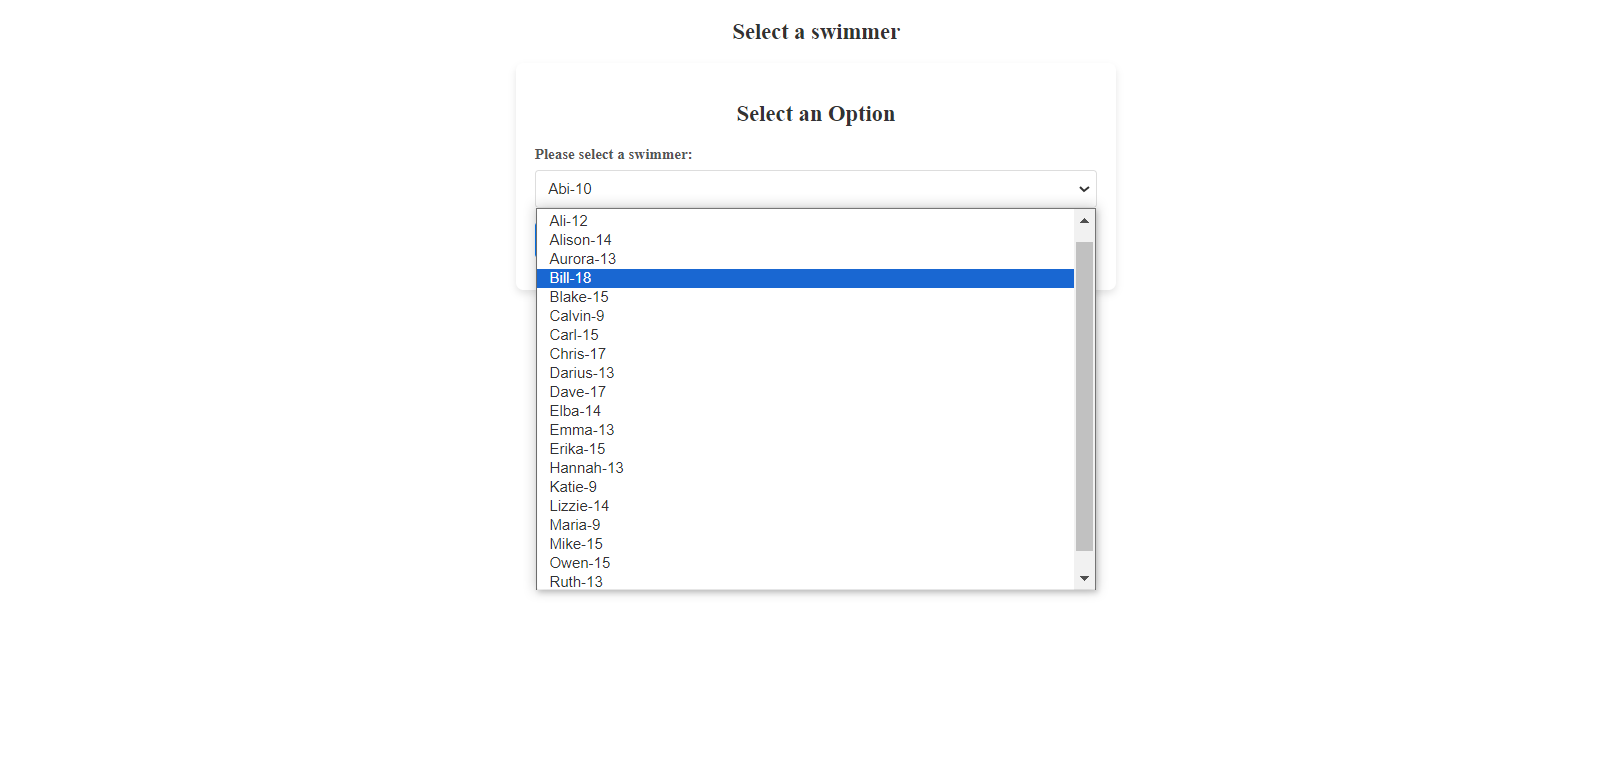 Select a swimmer
Select an Option
Please select a swimmer:
Abi-10
Ali-12
Alison-14
Aurora-13
Bill-18
Blake-15
Calvin-9
Carl-15
Chris-17
Darius-13
Dave-17
Elba-14
Emma-13
Erika-15
Hannah-13
Katie-9
Lizzie-14
Maria-9
Mike-15
Owen-15
Ruth-13